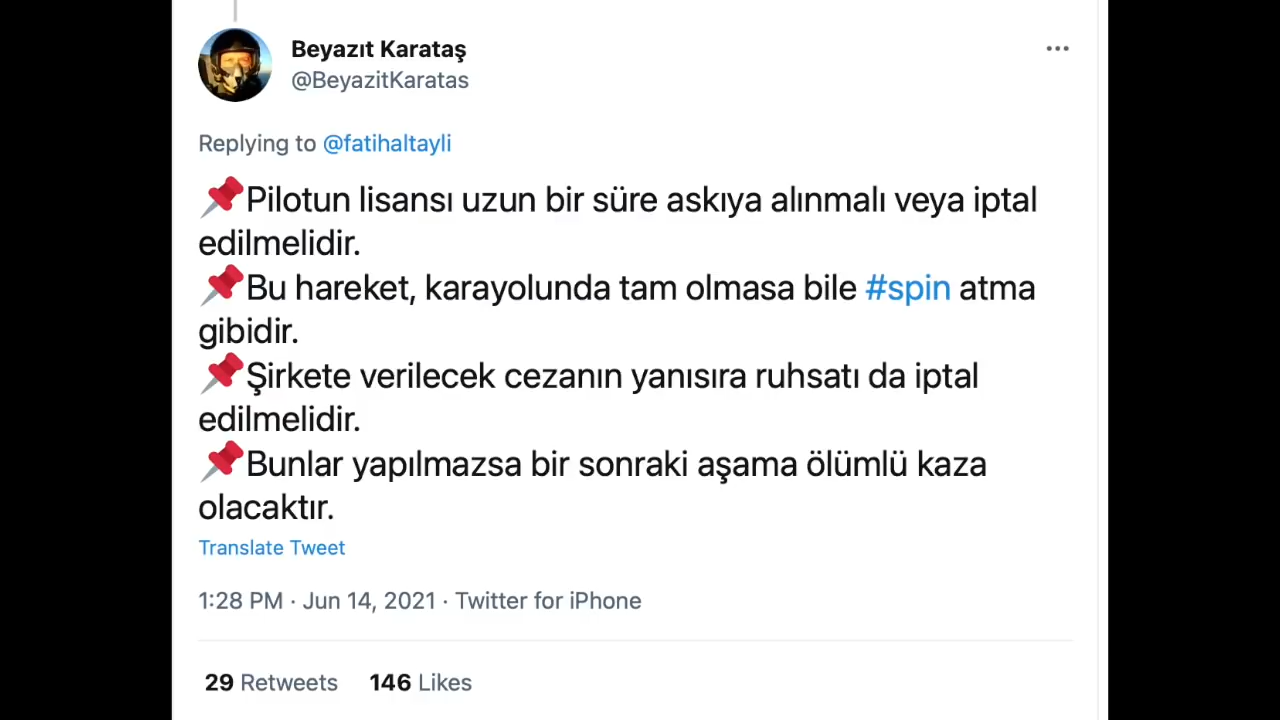 Beyazıt Karataş
@BeyazitKaratas
Replying to @fatihaltayli
📌Pilotun lisansı uzun bir süre askıya alınmalı veya iptal
edilmelidir.
📌Bu hareket, karayolunda tam olmasa bile #spin atma
gibidir.
📌Şirkete verilecek cezanın yanısıra ruhsatı da iptal
edilmelidir.
📌Bunlar yapılmazsa bir sonraki aşama ölümlü kaza
olacaktır.
Translate Tweet
1:28 PM · Jun 14, 2021 · Twitter for iPhone
29 Retweets 146 Likes